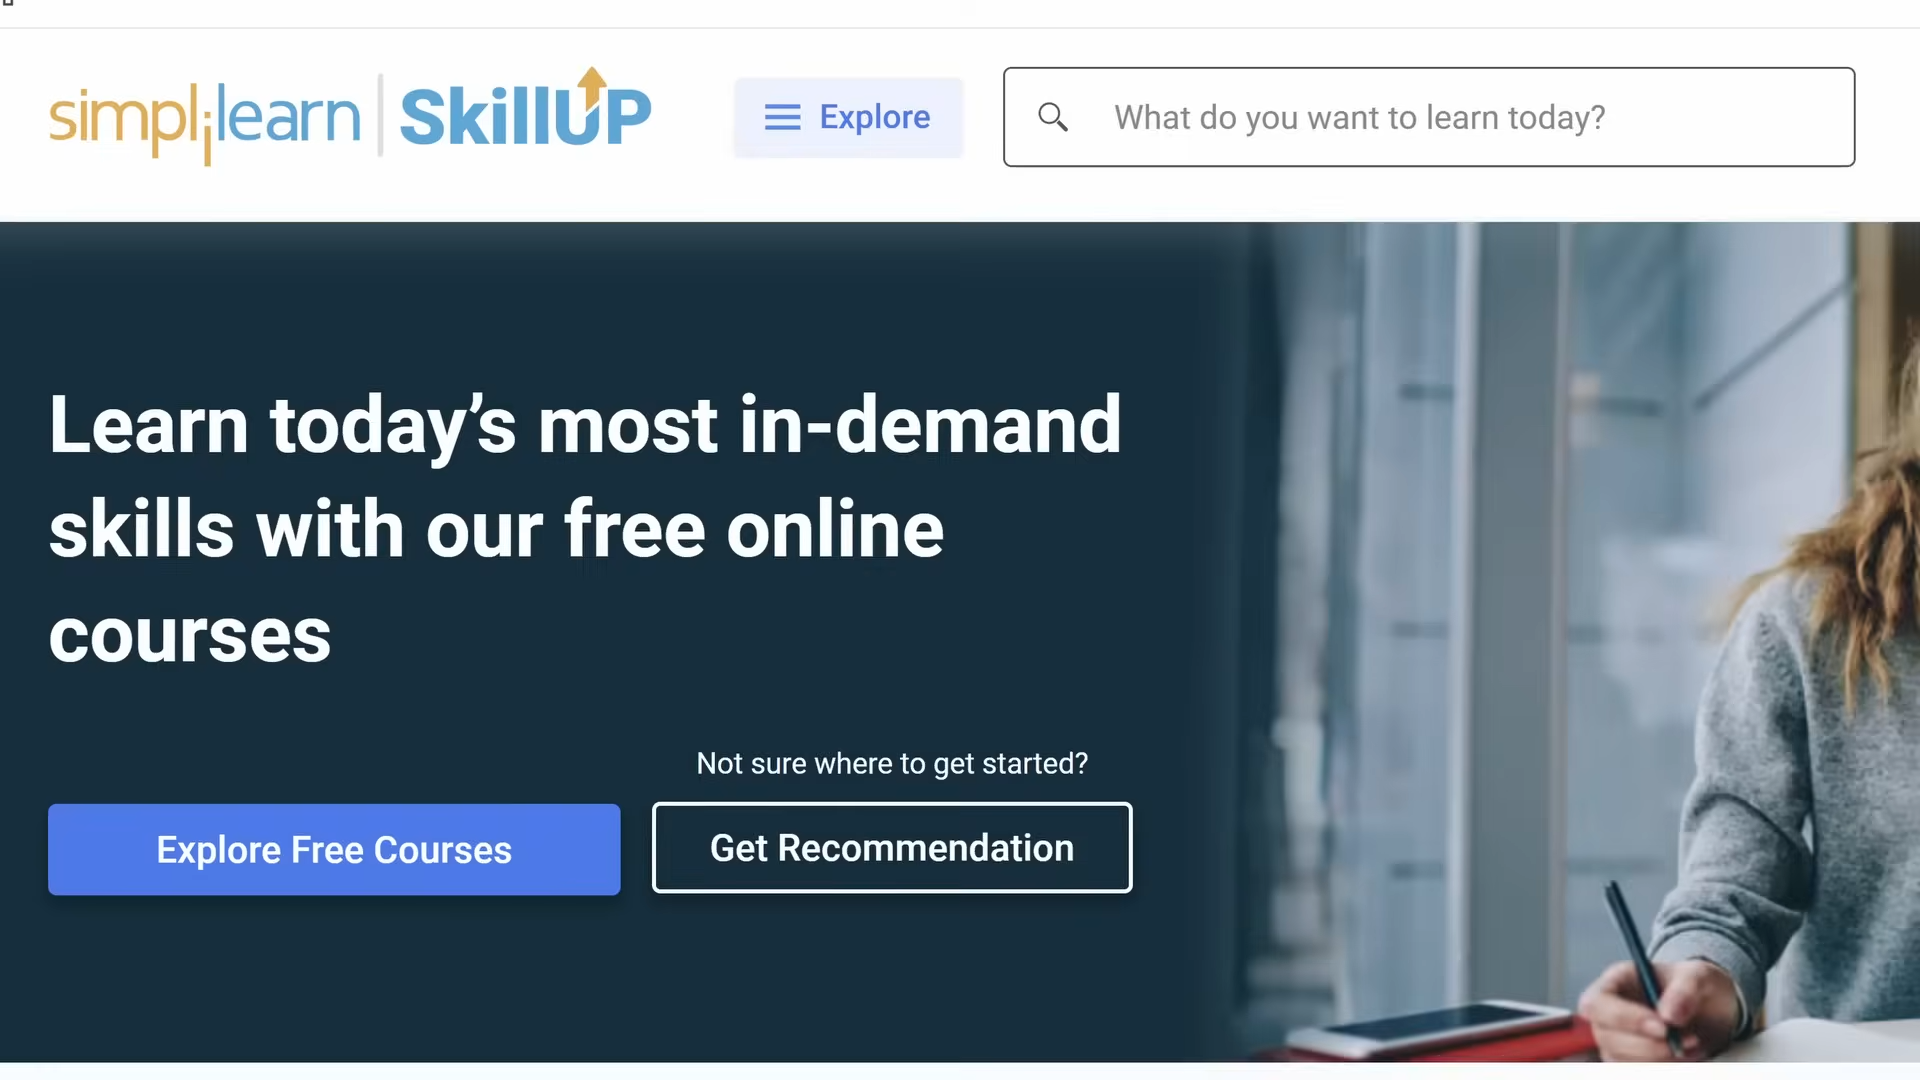 simplilearn | SkillUP
Explore
What do you want to learn today?
Learn today’s most in-demand
skills with our free online
courses
Not sure where to get started?
Explore Free Courses
Get Recommendation